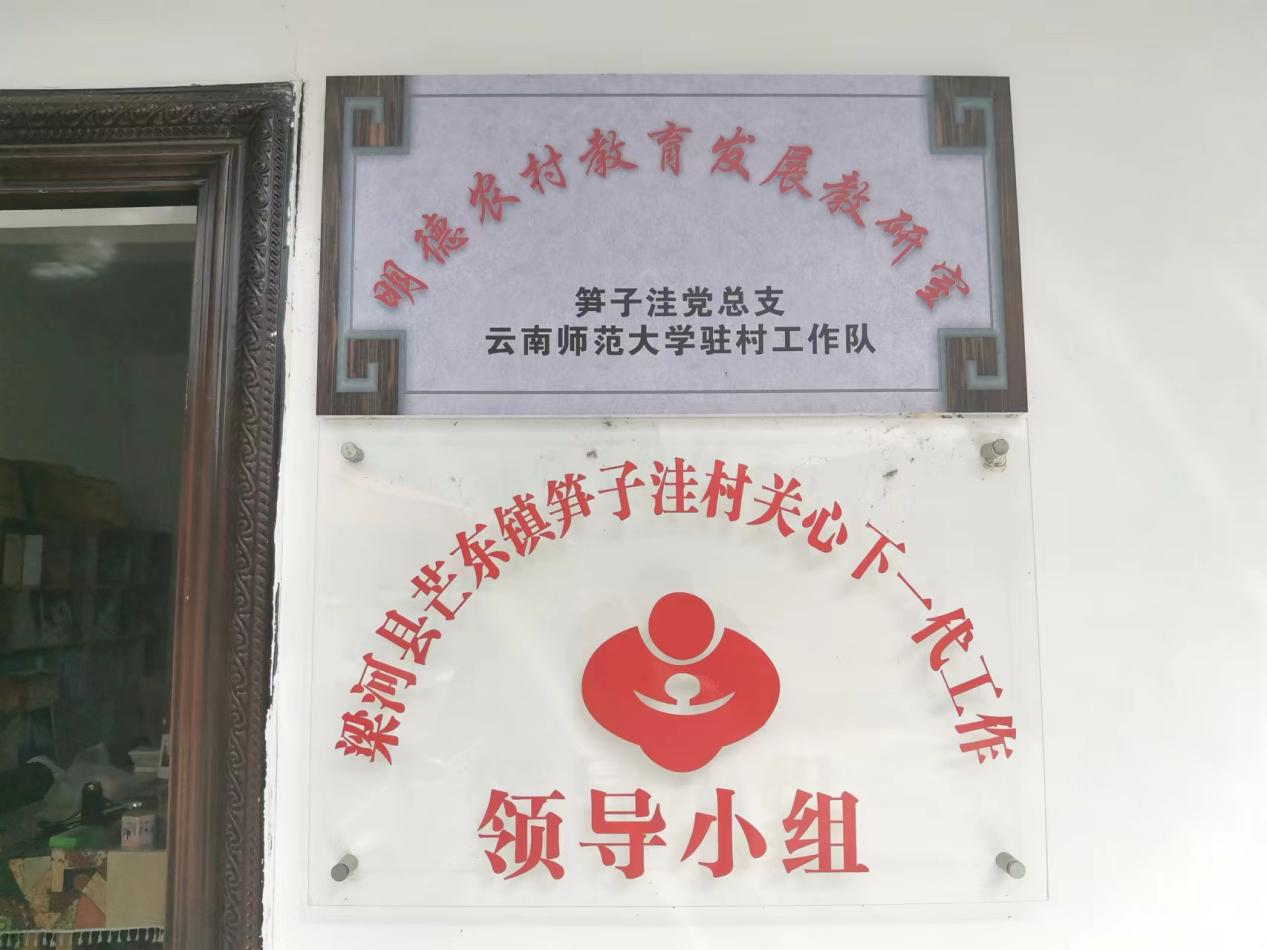 明德农村教育发展教研室
笋子洼党总支
云南师范大学驻村工作队
梁河县芒东镇笋子洼村关心下一代工作
领导小组